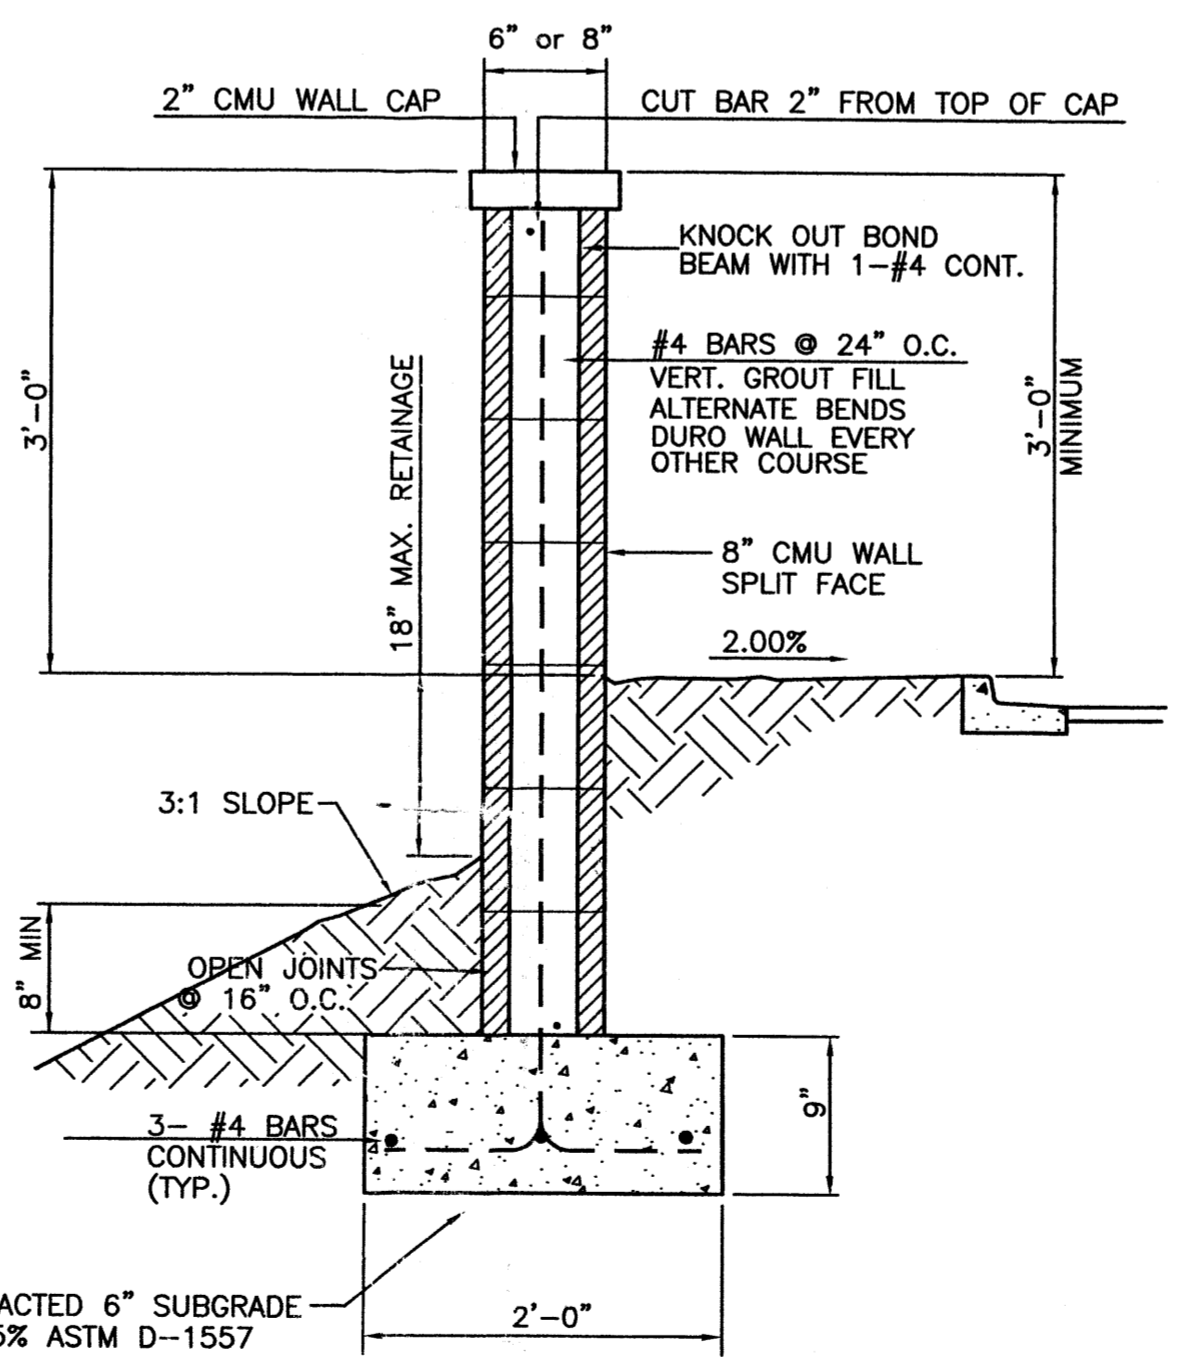 6” or 8”
2” CMU WALL CAP
CUT BAR 2” FROM TOP OF CAP
KNOCK OUT BOND
BEAM WITH 1-#4 CONT.
#4 BARS @ 24” O.C.
VERT. GROUT FILL
ALTERNATE BENDS
DURO WALL EVERY
OTHER COURSE
3'-0"
18” MAX. RETAINAGE
3'-0"
MINIMUM
8” CMU WALL
SPLIT FACE
2.00%
3:1 SLOPE
8” MIN
OPEN JOINTS
@ 16” O.C.
3- #4 BARS
CONTINUOUS
(TYP.)
9”
ACTED 6” SUBGRADE
5% ASTM D--1557
2'-0”